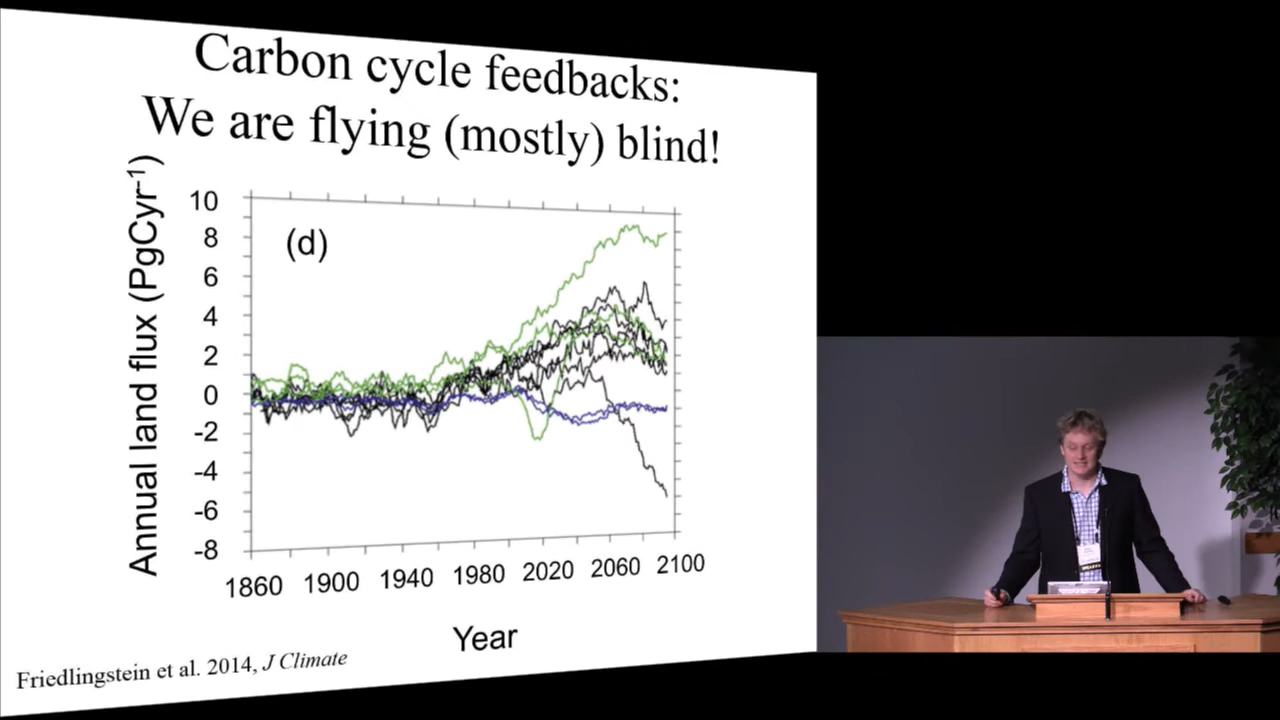 Carbon cycle feedbacks:
We are flying (mostly) blind!
Annual land flux (PgCyr-1)
10
8
6
4
2
0
-2
-4
-6
-8
(d)
1860 1900 1940 1980 2020 2060 2100
Year
Friedlingstein et al. 2014, J Climate